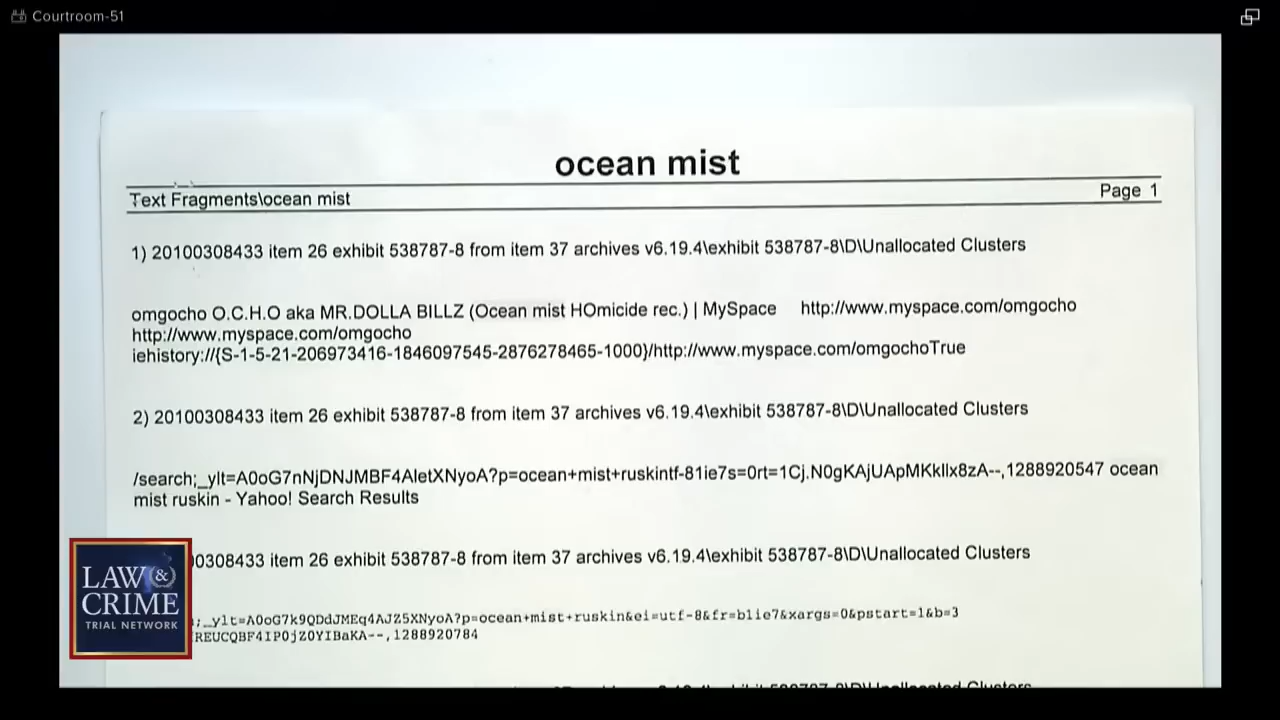 Courtroom-51
ocean mist
Text Fragments\ocean mist
Page 1
1) 20100308433 item 26 exhibit 538787-8 from item 37 archives v6.19.4\exhibit 538787-8\D\Unallocated Clusters
omgocho O.C.H.O aka MR.DOLLA BILLZ (Ocean mist HOmicide rec.) | MySpace http://www.myspace.com/omgocho
http://www.myspace.com/omgocho
iehistory://{S-1-5-21-206973416-1846097545-2876278465-1000}/http://www.myspace.com/omgochoTrue
2) 20100308433 item 26 exhibit 538787-8 from item 37 archives v6.19.4\exhibit 538787-8\D\Unallocated Clusters
/search;_ylt=A0oG7nNjDNJMBF4AletXNyoA?p=ocean+mist+ruskintf-81ie7s=0rt=1Cj.N0gKAjUApMKkllx8zA--,1288920547 ocean
mist ruskin - Yahoo! Search Results
00308433 item 26 exhibit 538787-8 from item 37 archives v6.19.4\exhibit 538787-8\D\Unallocated Clusters
;_ylt=A0oG7k9QDdJMEq4AJZ5XNyoA?p=ocean+mist+ruskin&ei=utf-8&fr=b1ie7&xargs=0&pstart=1&b=3
REUCQBF4IP0jZ0YIBaKA--,1288920784
LAW &
CRIME
TRIAL NETWORK